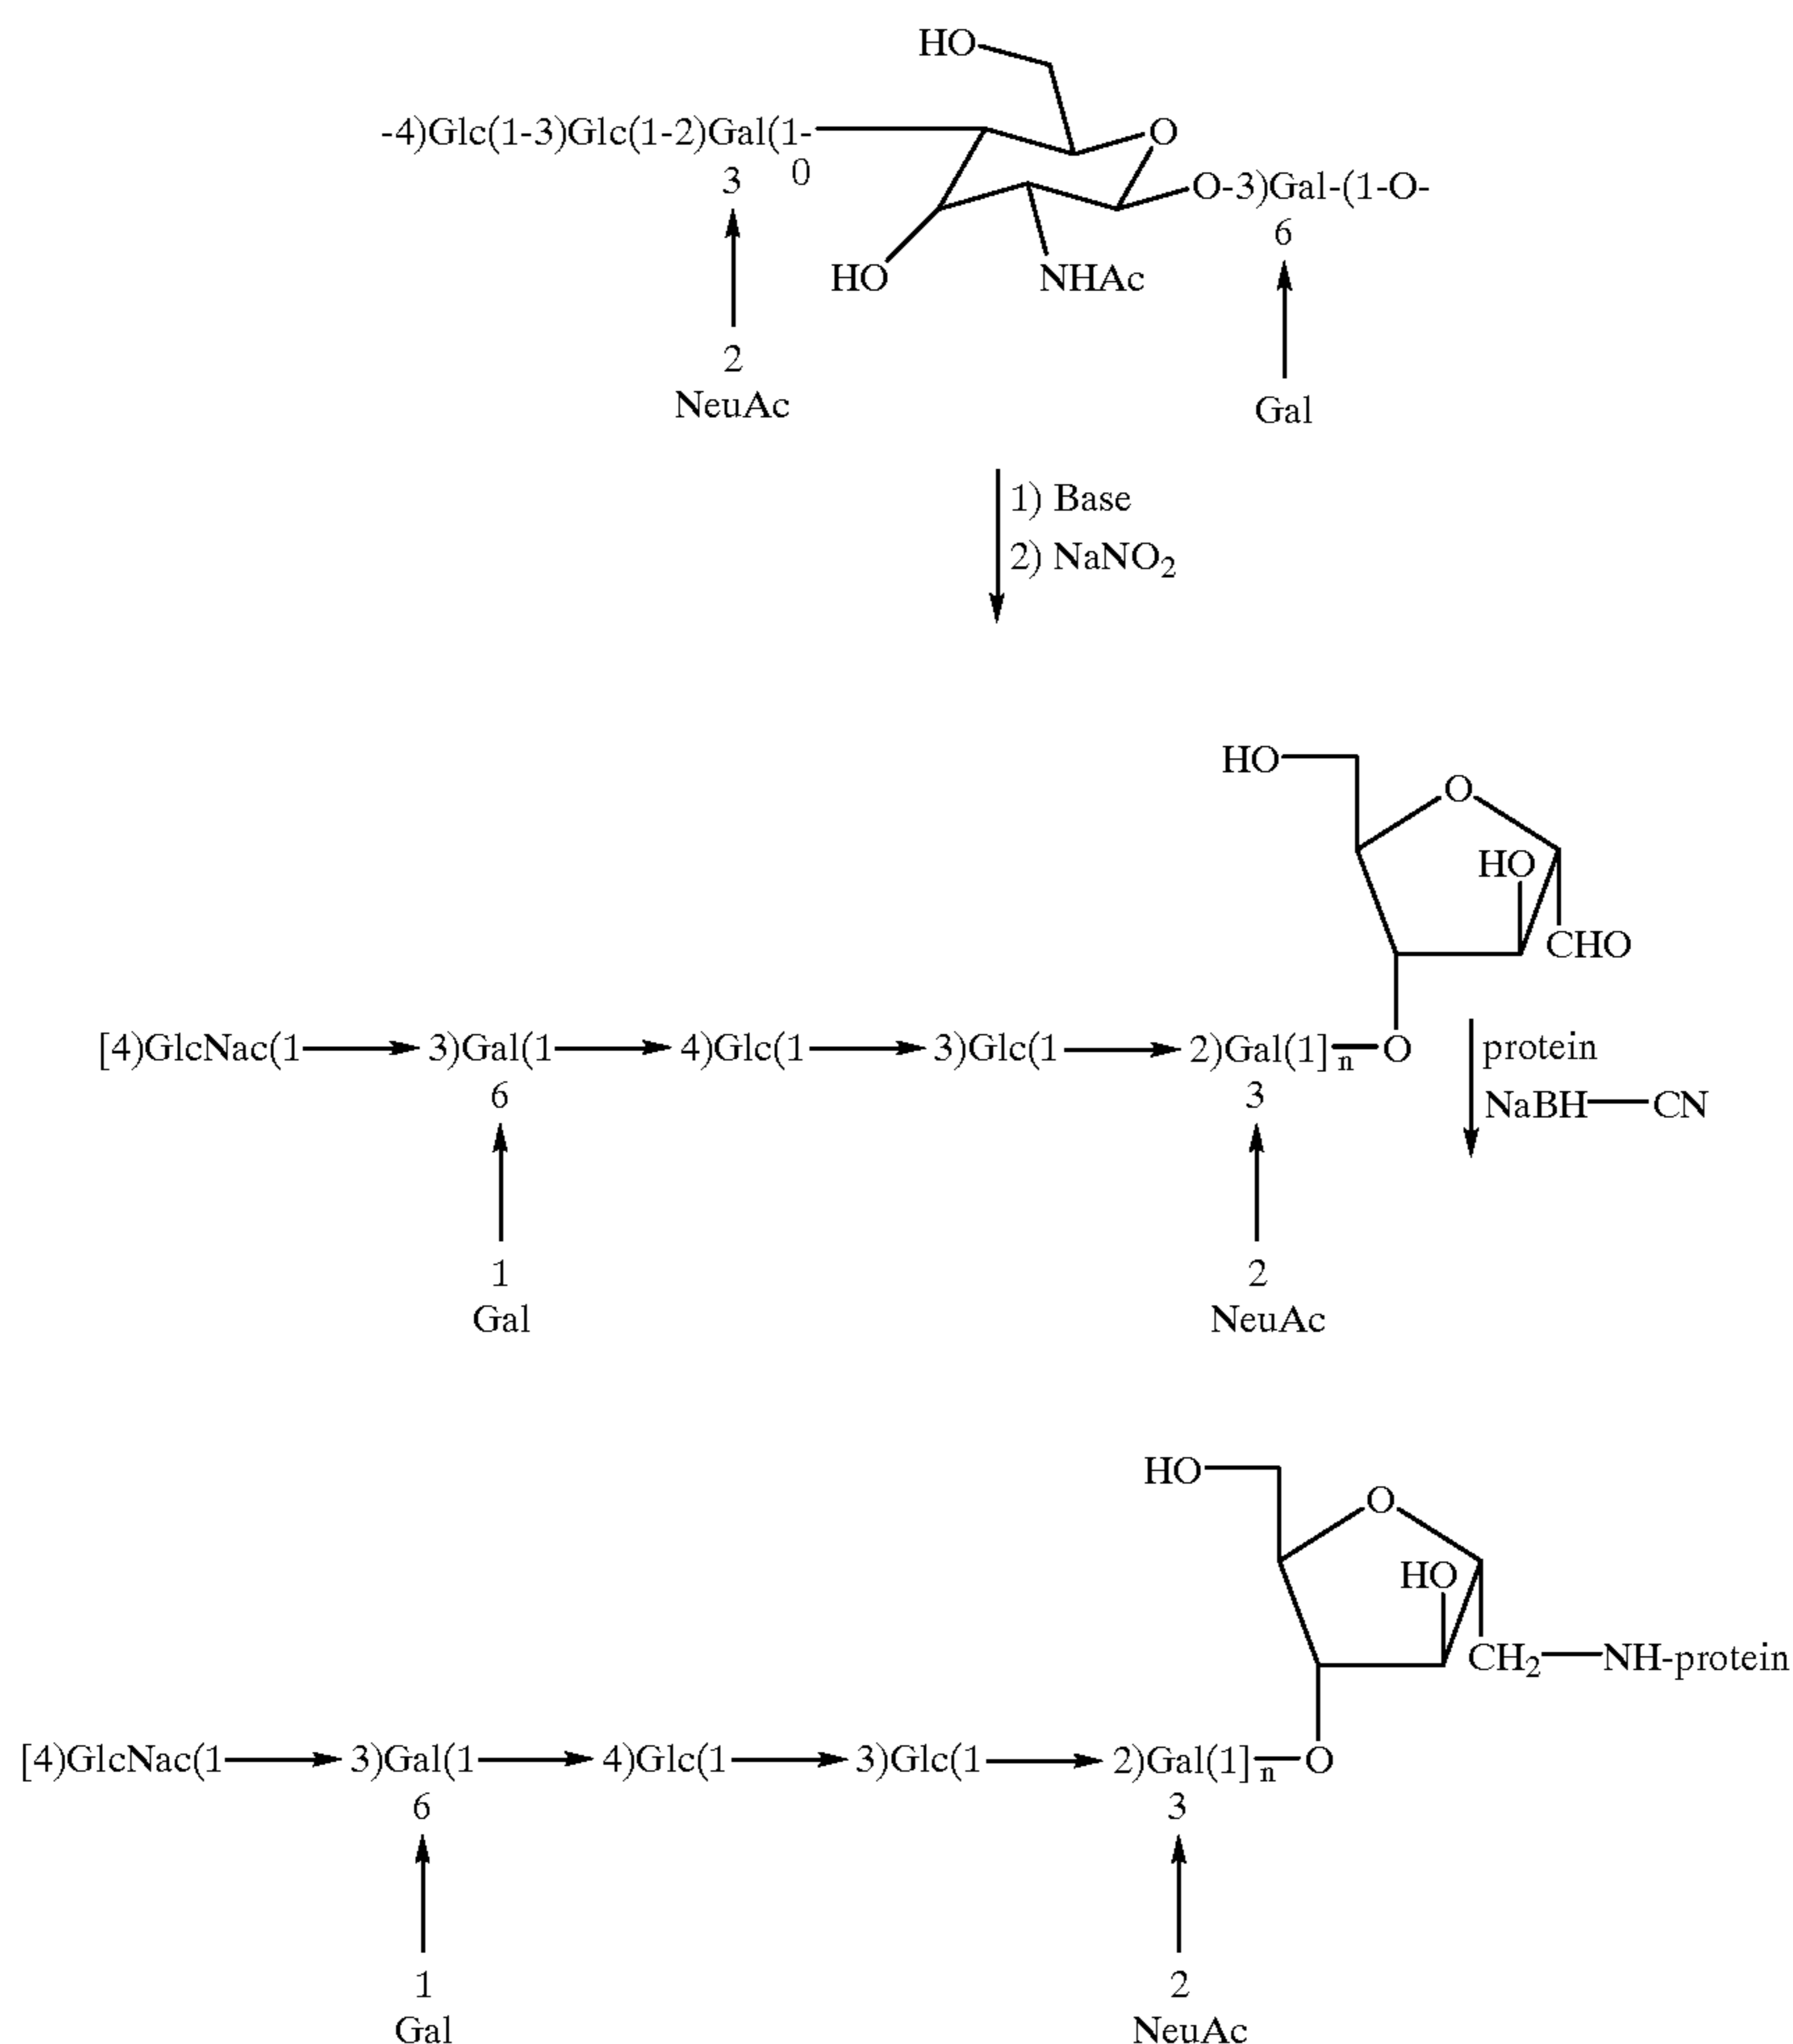 HO
-4)Glc(1-3)Glc(1-2)Gal(1-
O
3
0
O-3)Gal-(1-O-
6
HO
NHAc
2
NeuAc
Gal
1) Base
2) NaNO2
HO
O
HO
CHO
[4)GlcNac(1
3)Gal(1
4)Glc(1
3)Glc(1
2)Gal(1]n
O
protein
6
3
NaBH
CN
1
2
Gal
NeuAc
HO
O
HO
CH2
NH-protein
[4)GlcNac(1
3)Gal(1
4)Glc(1
3)Glc(1
2)Gal(1]n
O
6
3
1
2
Gal
NeuAc